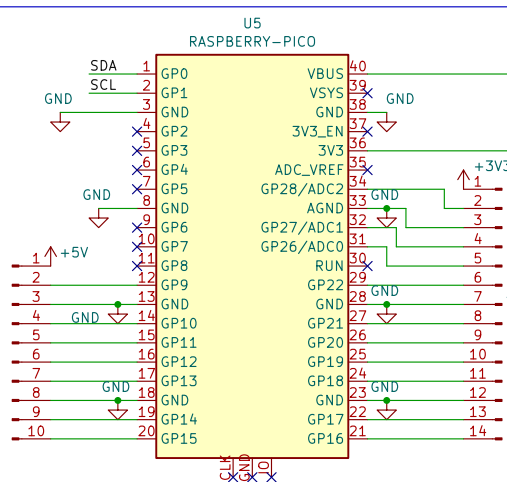 U5
RASPBERRY-PICO
SDA 1 GP0 VBUS 40
SCL 2 GP1 VSYS 39
GND 3 GND GND 38 GND
4 GP2 3V3_EN 37
5 GP3 3V3 36
6 GP4 ADC_VREF 35 +3V3
7 GP5 GP28/ADC2 34 1
GND 8 GND AGND 33 GND 2
9 GP6 GP27/ADC1 32 3
10 GP7 GP26/ADC0 31 4
+5V 1 11 GP8 RUN 30 5
2 12 GP9 GP22 29 6
3 13 GND GND 28 GND 7
4 GND 14 GP10 GP21 27 8
5 15 GP11 GP20 26 9
6 16 GP12 GP19 25 10
7 17 GP13 GP18 24 11
8 GND 18 GND GND 23 GND 12
9 19 GP14 GP17 22 13
10 20 GP15 GP16 21 14
CLK GND